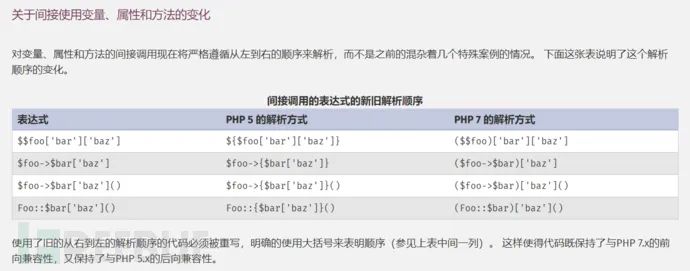 关于间接使用变量、属性和方法的变化
对变量、属性和方法的间接调用现在将严格遵循从左到右的顺序来解析，而不是之前的混杂着几个特殊案例的情况。 下面这张表说明了这个解析
顺序的变化。
间接调用的表达式的新旧解析顺序
表达式 PHP 5 的解析方式 PHP 7 的解析方式
$$foo['bar']['baz'] ${$foo['bar']['baz']} ($$foo)['bar']['baz']
$foo->$bar['baz'] $foo->{$bar['baz']} ($foo->$bar)['baz']
$foo->$bar['baz']() $foo->{$bar['baz']}() ($foo->$bar)['baz']()
Foo::$bar['baz']() Foo::{$bar['baz']}() (Foo::$bar)['baz']()
使用了旧的从右到左的解析顺序的代码必须被重写，明确的使用大括号来表明顺序（参见上表中间一列）。 这样使得代码既保持了与PHP 7.x的前
向兼容性，又保持了与PHP 5.x的后向兼容性。